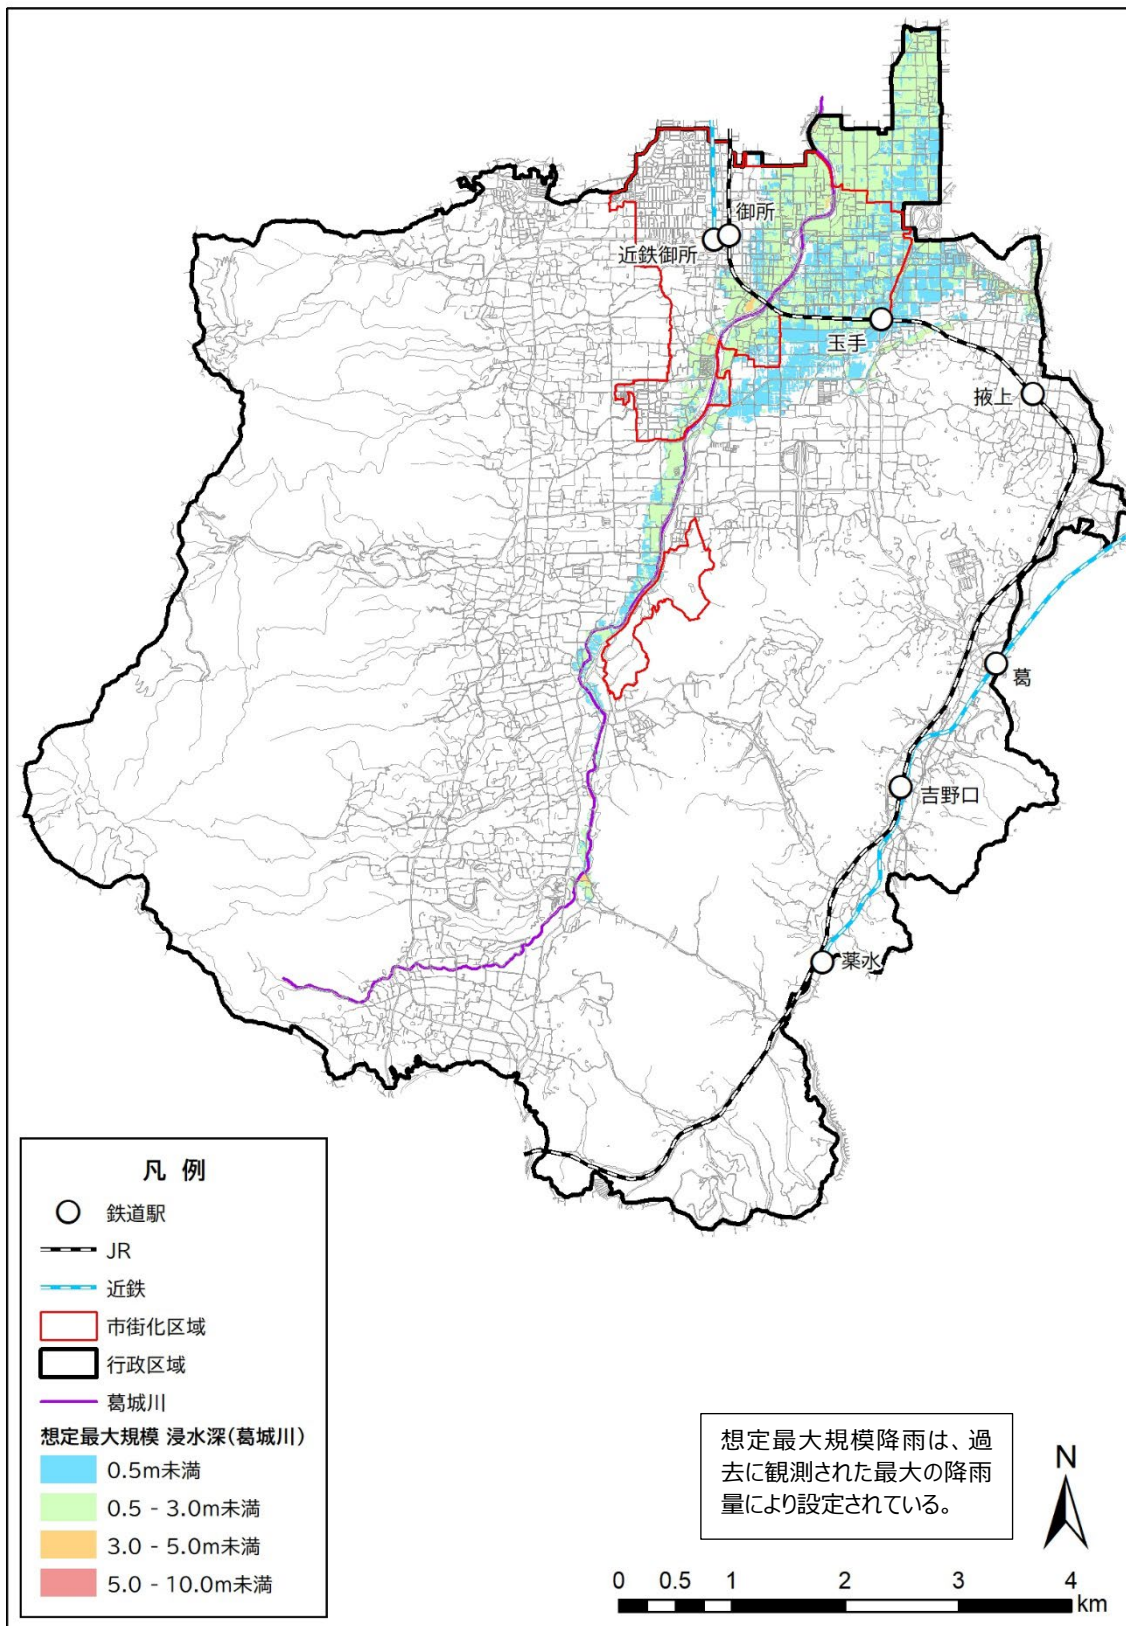 御所
近鉄御所
玉手
掖上
葛
吉野口
薬水
凡 例
鉄道駅
JR
近鉄
市街化区域
行政区域
葛城川
想定最大規模 浸水深(葛城川)
0.5m未満
0.5 - 3.0m未満
3.0 - 5.0m未満
5.0 - 10.0m未満
想定最大規模降雨は、過
去に観測された最大の降雨
量により設定されている。
N
0 0.5 1 2 3 4
km